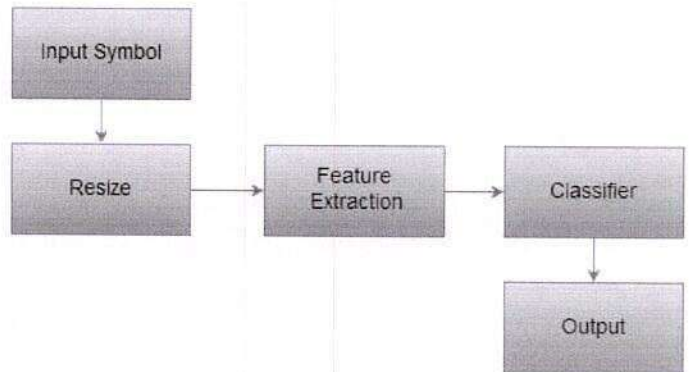 Input Symbol
Resize
Feature
Extraction
Classifier
Output